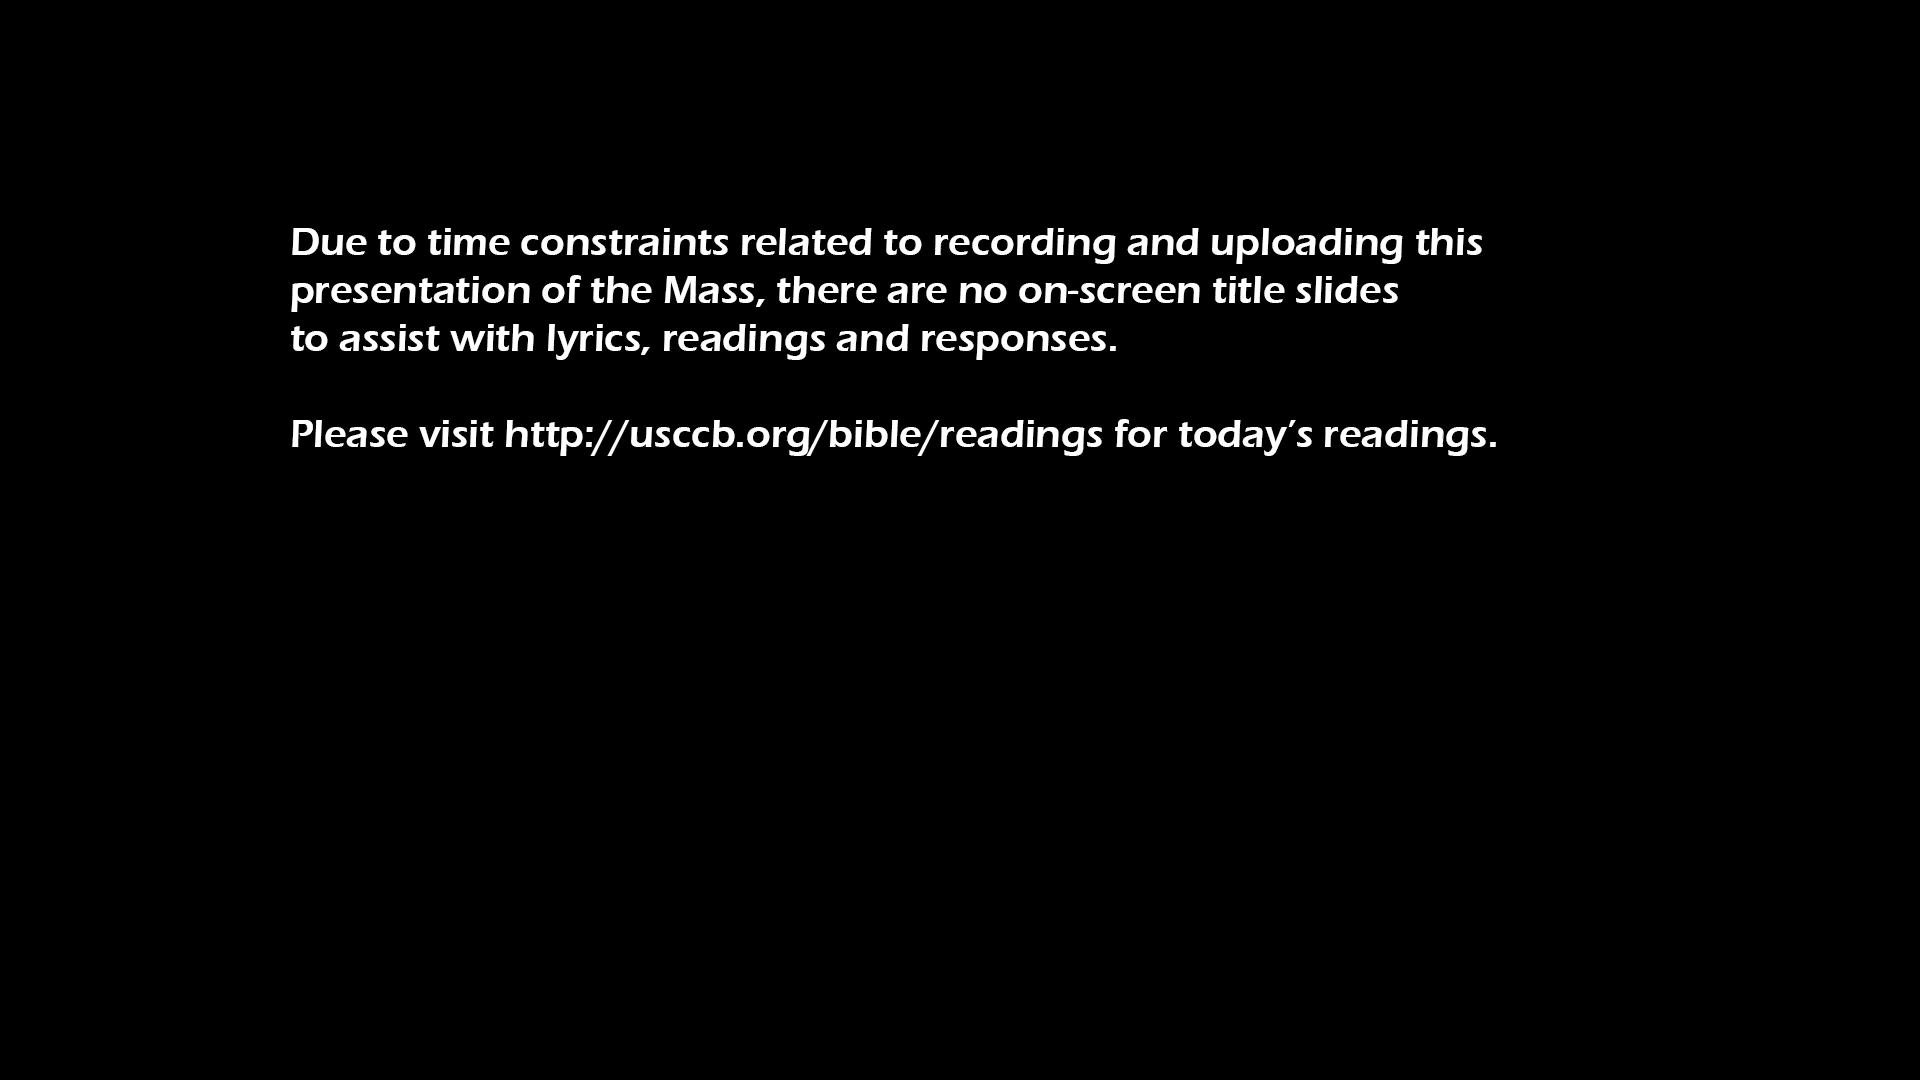 Due to time constraints related to recording and uploading this
presentation of the Mass, there are no on-screen title slides
to assist with lyrics, readings and responses.
Please visit http://usccb.org/bible/readings for today’s readings.